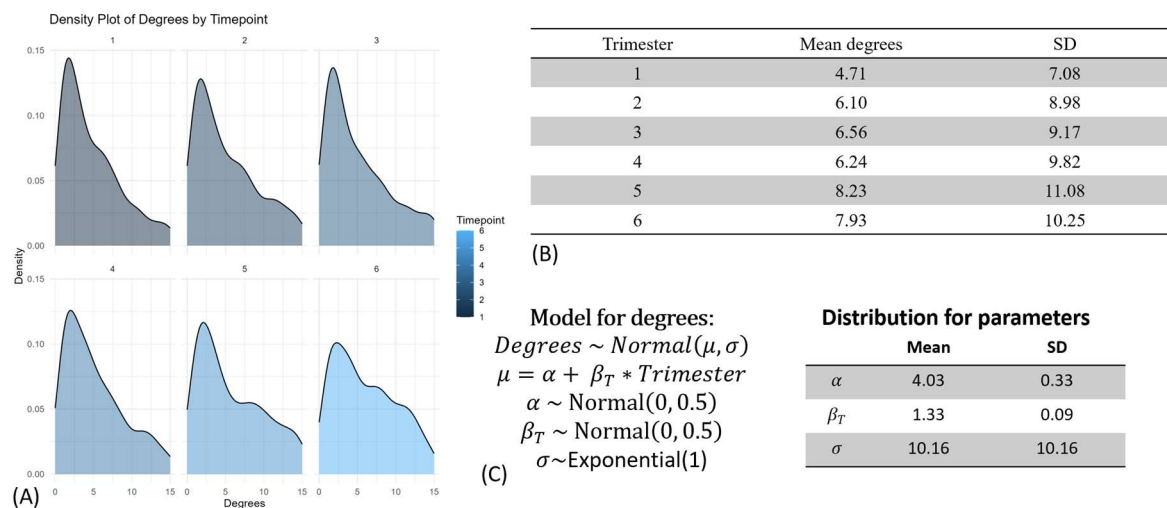 Density Plot of Degrees by Timepoint
1 2 3
0.15
0.10
0.05
0.00
Density
4 5 6
0.15
0.10
0.05
0.00
0 5 10 15 0 5 10 15 0 5 10 15
Degrees
Timepoint
6
5
4
3
2
1
(A)
Trimester Mean degrees SD
1 4.71 7.08
2 6.10 8.98
3 6.56 9.17
4 6.24 9.82
5 8.23 11.08
6 7.93 10.25
(B)
Model for degrees:
Degrees ~ Normal(μ, σ)
μ = α + β_T * Trimester
α ~ Normal(0, 0.5)
β_T ~ Normal(0, 0.5)
σ~Exponential(1)
(C)
Distribution for parameters
Mean SD
α 4.03 0.33
β_T 1.33 0.09
σ 10.16 10.16